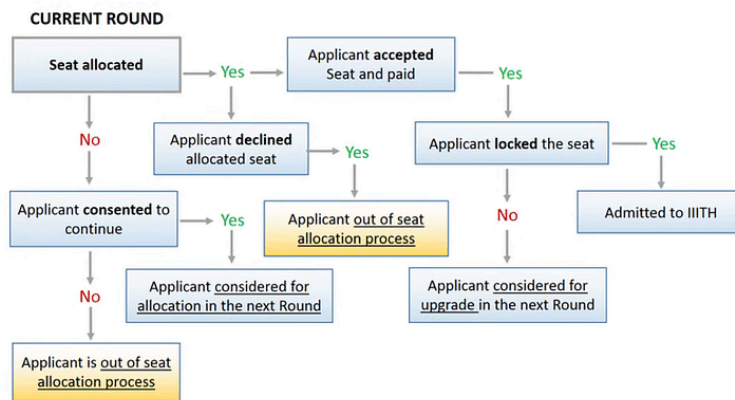 CURRENT ROUND
Seat allocated
Yes
Applicant accepted
Seat and paid
Yes
No
Applicant declined
allocated seat
Yes
Applicant locked the seat
Yes
Applicant consented to
continue
Yes
Applicant out of seat
allocation process
No
Admitted to IIITH
No
Applicant considered for
allocation in the next Round
Applicant considered for
upgrade in the next Round
Applicant is out of seat
allocation process